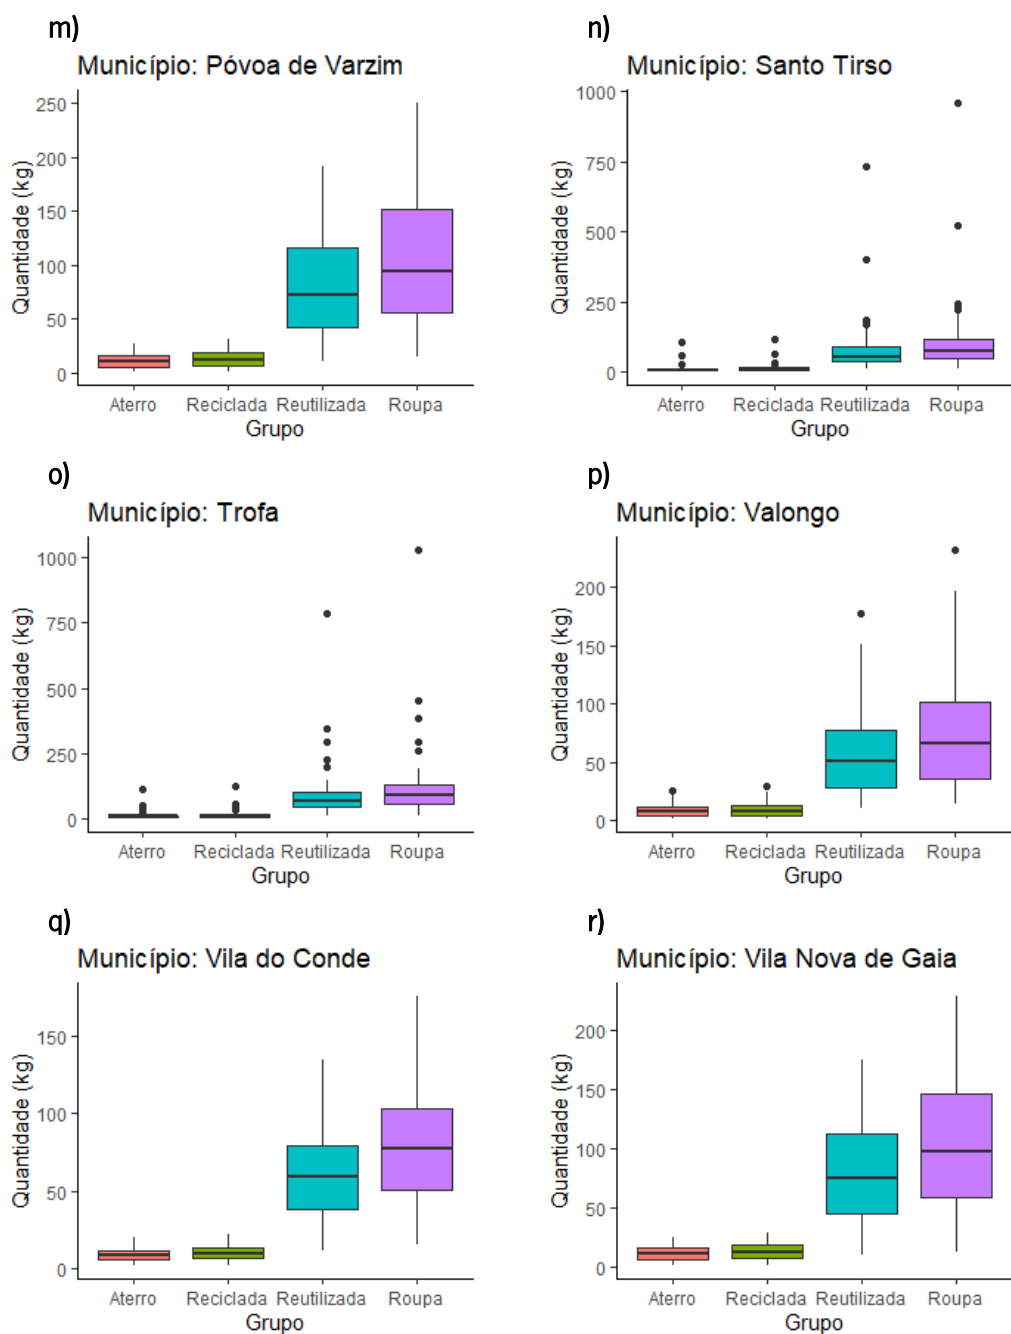 m)
Município: Póvoa de Varzim
Quantidade (kg)
250
200
150
100
50
0
Aterro Reciclada Reutilizada Roupa
Grupo
n)
Município: Santo Tirso
Quantidade (kg)
1000
750
500
250
0
Aterro Reciclada Reutilizada Roupa
Grupo
o)
Município: Trofa
Quantidade (kg)
1000
750
500
250
0
Aterro Reciclada Reutilizada Roupa
Grupo
p)
Município: Valongo
Quantidade (kg)
200
150
100
50
0
Aterro Reciclada Reutilizada Roupa
Grupo
q)
Município: Vila do Conde
Quantidade (kg)
150
100
50
0
Aterro Reciclada Reutilizada Roupa
Grupo
r)
Município: Vila Nova de Gaia
Quantidade (kg)
200
150
100
50
0
Aterro Reciclada Reutilizada Roupa
Grupo